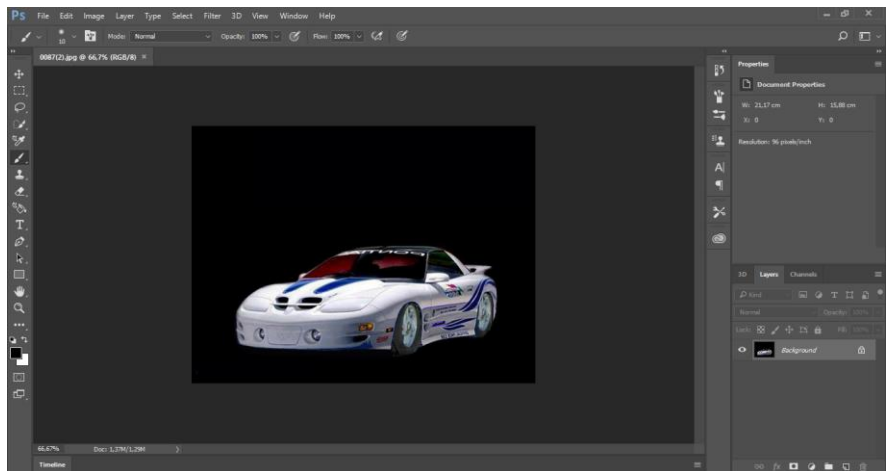 Ps File Edit Image Layer Type Select Filter 3D View Window Help
10 Mode: Normal Opacity: 100% Flow: 100%
0087(2).jpg @ 66,7% (RGB/8) ×
Properties
Document Properties
W: 21,17 cm H: 15,88 cm
X: 0 Y: 0
Resolution: 96 pixels/inch
3D Layers Channels
Kind
Normal Opacity: 100%
Lock: Fill: 100%
Background
66,67% Doc: 1,37M/1,29M
Timeline